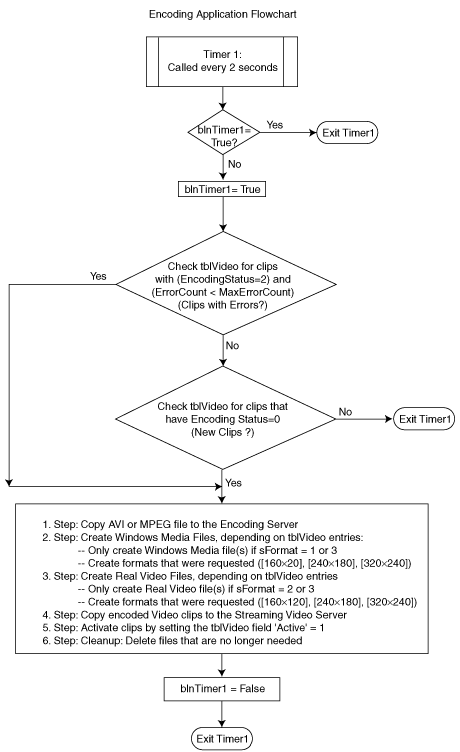 Encoding Application Flowchart
Timer 1:
Called every 2 seconds
bInTimer1=
True?
Yes
Exit Timer1
No
bInTimer1= True
Check tblVideo for clips
with (EncodingStatus=2) and
(ErrorCount < MaxErrorCount)
(Clips with Errors?)
Yes
No
Check tblVideo for clips that
have Encoding Status=0
(New Clips ?)
No
Exit Timer1
Yes
1. Step: Copy AVI or MPEG file to the Encoding Server
2. Step: Create Windows Media Files, depending on tblVideo entries:
-- Only create Windows Media file(s) if sFormat = 1 or 3
-- Create formats that were requested ([160×20], [240×180], [320×240])
3. Step: Create Real Video Files, depending on tblVideo entries
-- Only create Real Video file(s) if sFormat = 2 or 3
-- Create formats that were requested ([160×120], [240×180], [320×240])
4. Step: Copy encoded Video clips to the Streaming Video Server
5. Step: Activate clips by setting the tblVideo field 'Active' = 1
6. Step: Cleanup: Delete files that are no longer needed
bInTimer1 = False
Exit Timer1